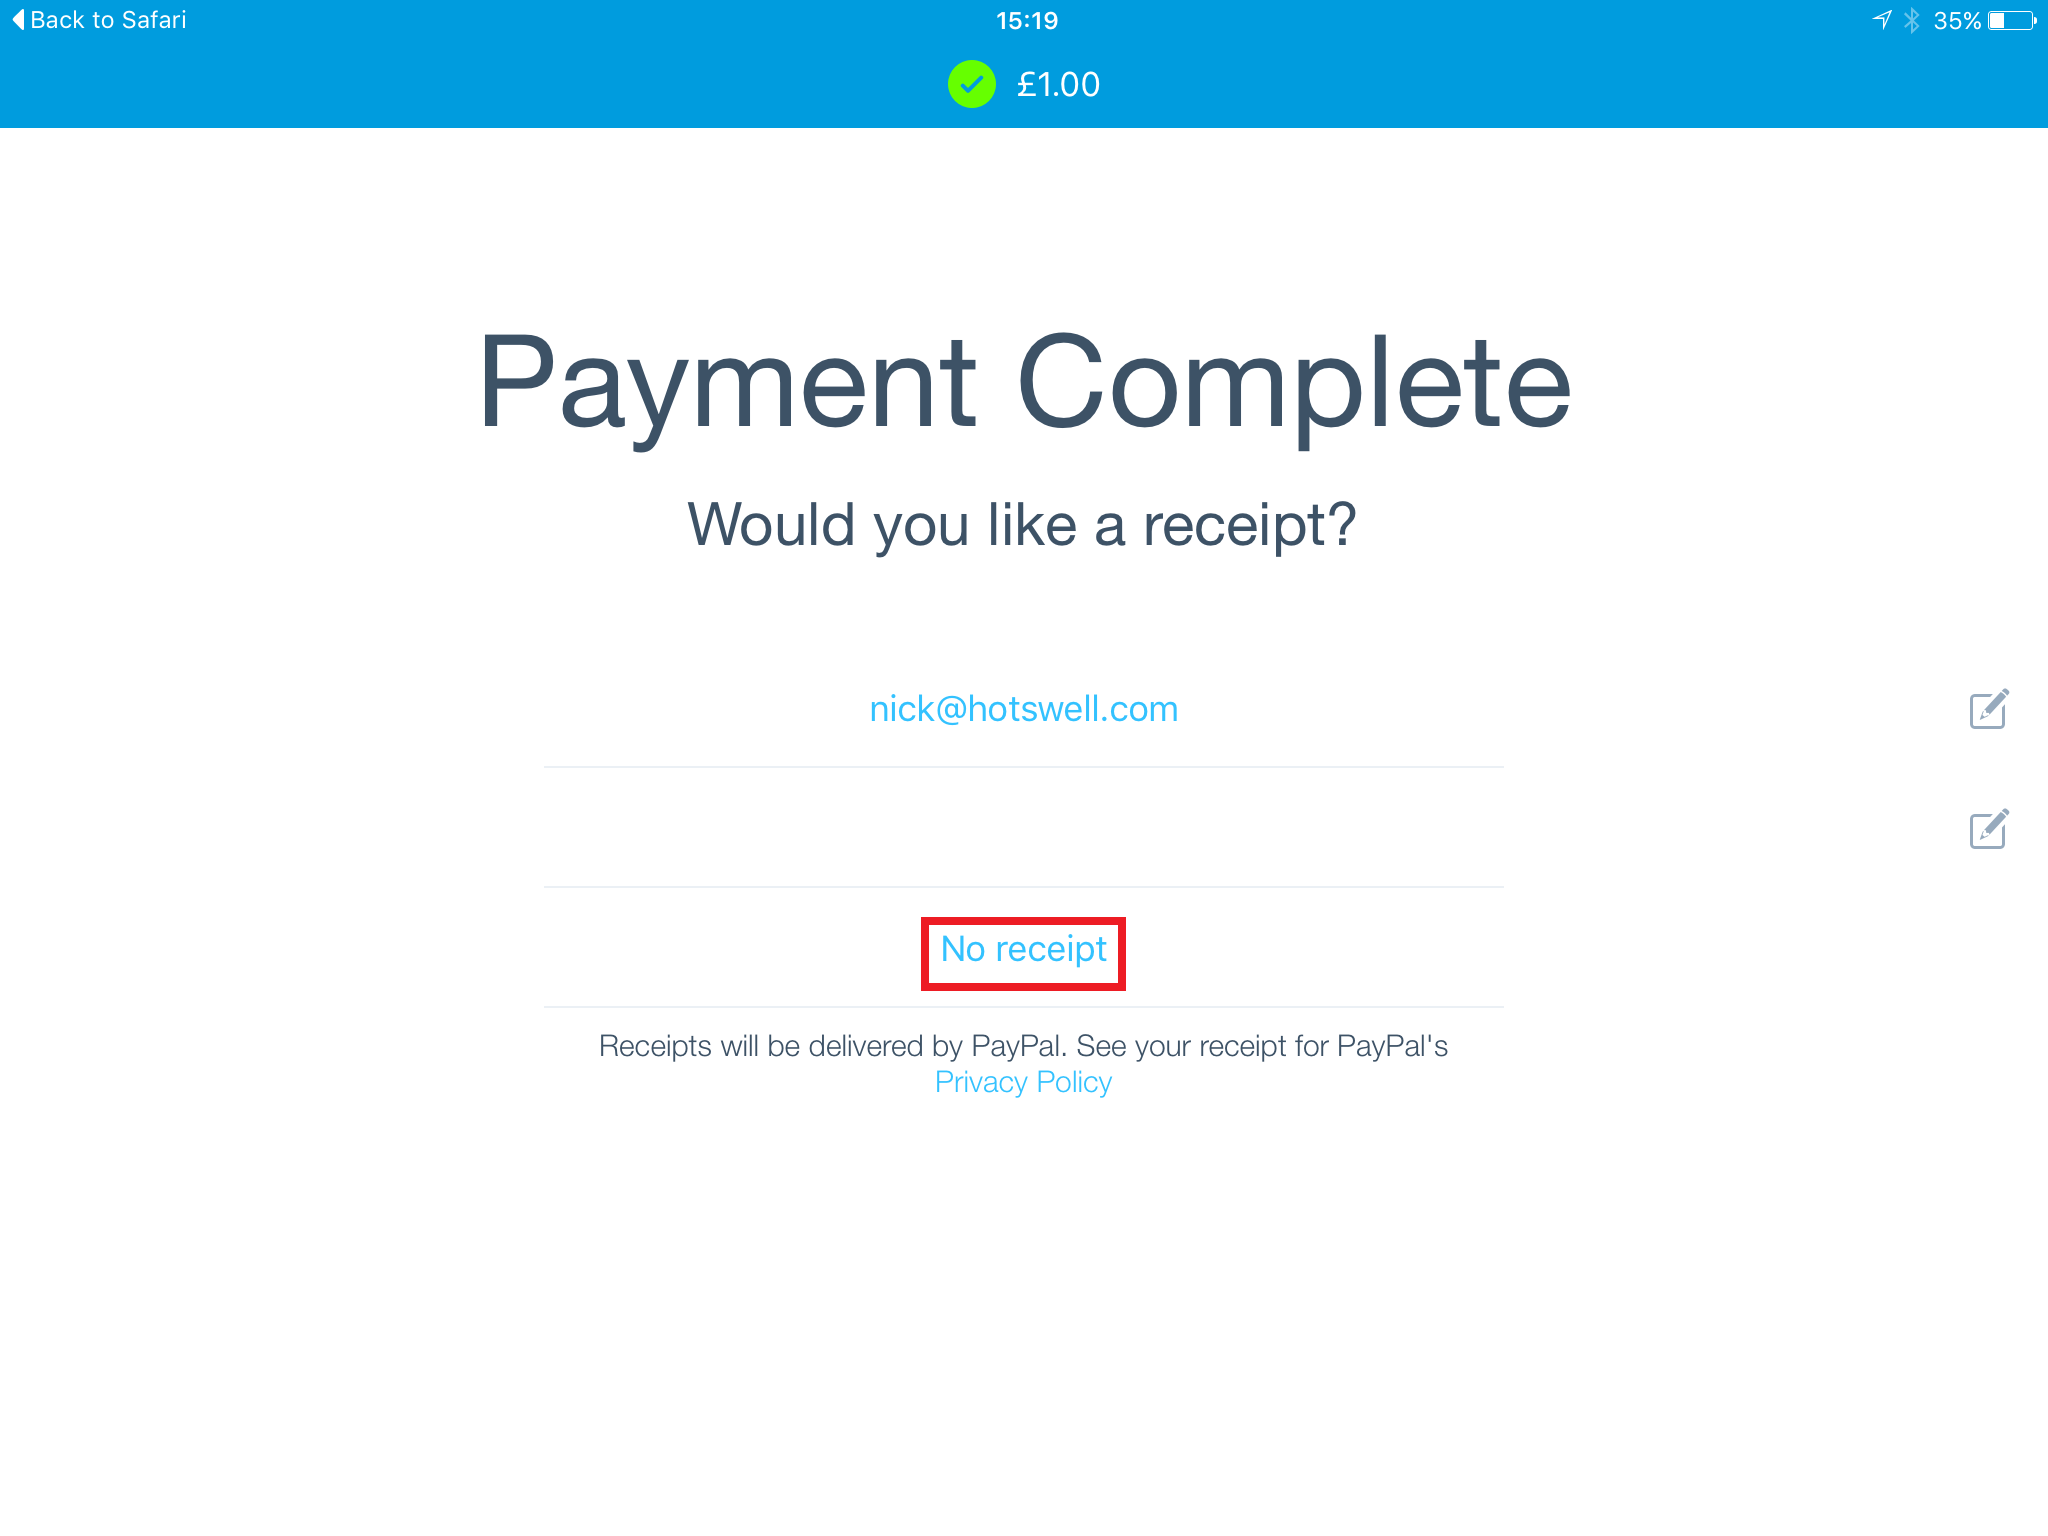 Back to Safari
15:19
35%
£1.00
Payment Complete
Would you like a receipt?
nick@hotswell.com
No receipt
Receipts will be delivered by PayPal. See your receipt for PayPal's
Privacy Policy